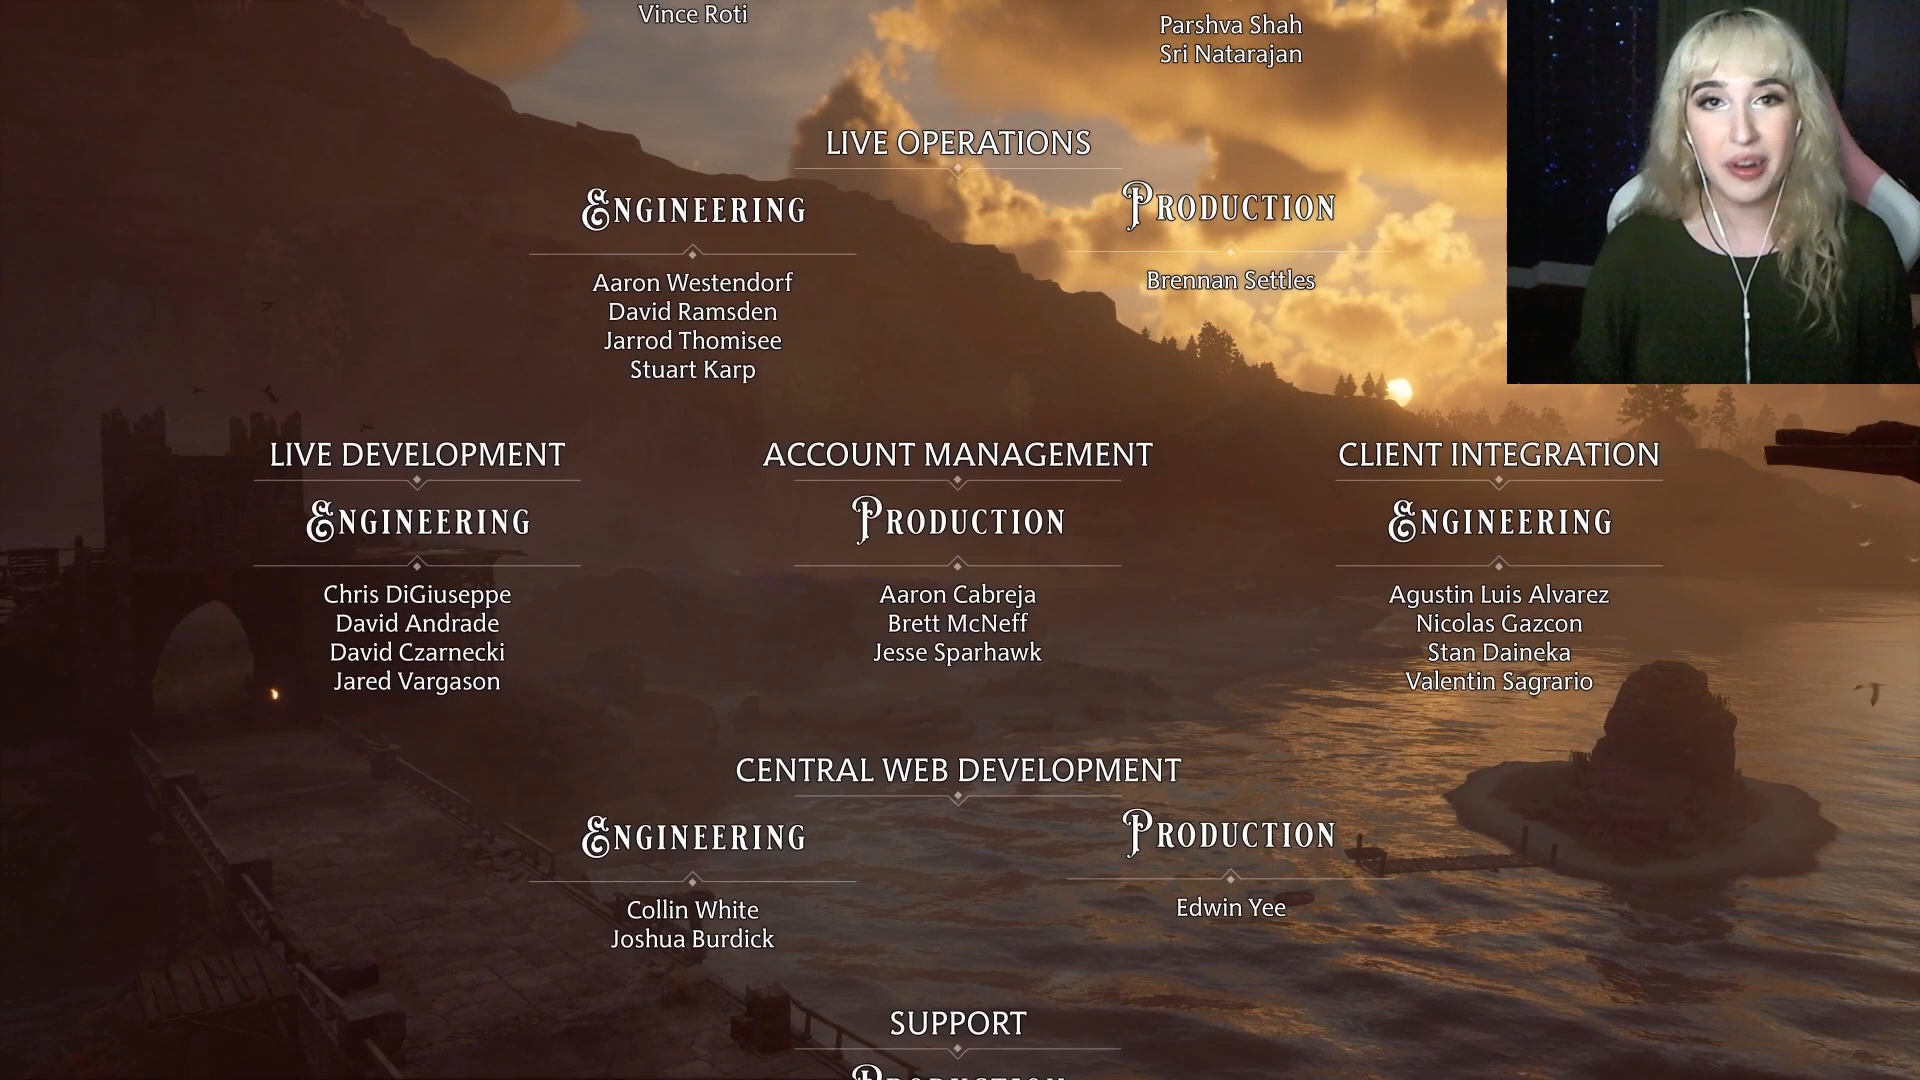 Vince Roti
Parshva Shah
Sri Natarajan
LIVE OPERATIONS
ENGINEERING
Aaron Westendorf
David Ramsden
Jarrod Thomisee
Stuart Karp
PRODUCTION
Brennan Settles
LIVE DEVELOPMENT
ENGINEERING
Chris DiGiuseppe
David Andrade
David Czarnecki
Jared Vargason
ACCOUNT MANAGEMENT
PRODUCTION
Aaron Cabreja
Brett McNeff
Jesse Sparhawk
CLIENT INTEGRATION
ENGINEERING
Agustin Luis Alvarez
Nicolas Gazcon
Stan Daineka
Valentin Sagrario
CENTRAL WEB DEVELOPMENT
ENGINEERING
Collin White
Joshua Burdick
PRODUCTION
Edwin Yee
SUPPORT
PRODUCTION